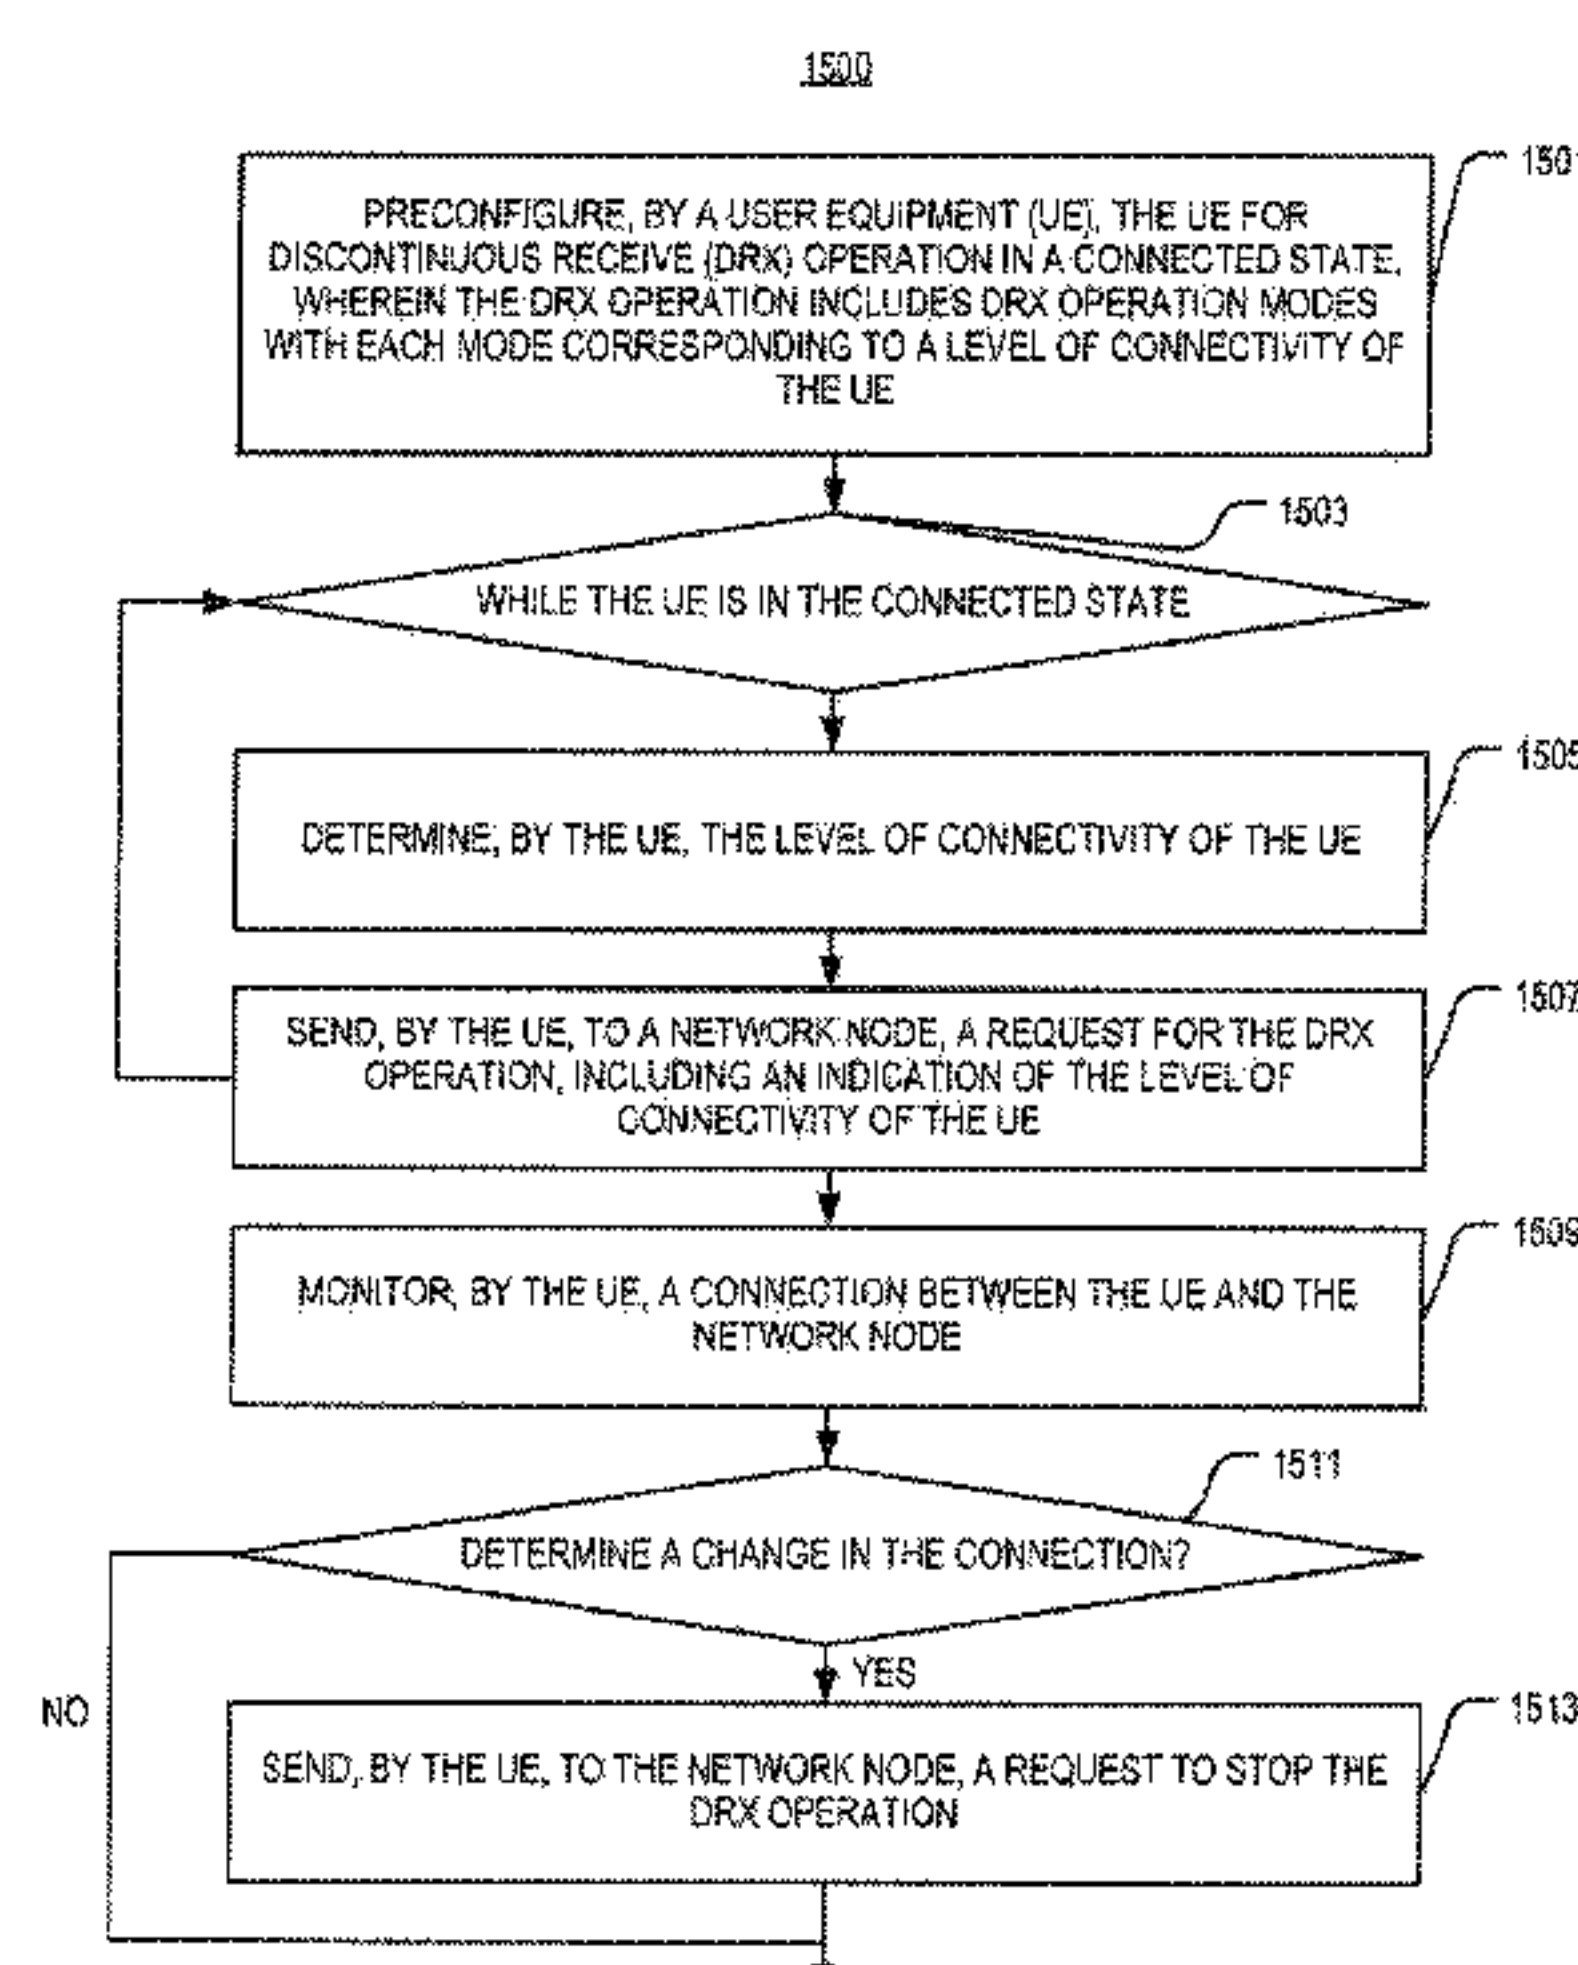 1500
1501
PRECONFIGURE, BY A USER EQUIPMENT (UE), THE UE FOR
DISCONTINUOUS RECEIVE (DRX) OPERATION IN A CONNECTED STATE,
WHEREIN THE DRX OPERATION INCLUDES DRX OPERATION MODES
WITH EACH MODE CORRESPONDING TO A LEVEL OF CONNECTIVITY OF
THE UE
1503
WHILE THE UE IS IN THE CONNECTED STATE
1505
DETERMINE, BY THE UE, THE LEVEL OF CONNECTIVITY OF THE UE
1507
SEND, BY THE UE, TO A NETWORK NODE, A REQUEST FOR THE DRX
OPERATION, INCLUDING AN INDICATION OF THE LEVEL OF
CONNECTIVITY OF THE UE
1509
MONITOR, BY THE UE, A CONNECTION BETWEEN THE UE AND THE
NETWORK NODE
1511
DETERMINE A CHANGE IN THE CONNECTION?
YES
NO
1513
SEND, BY THE UE, TO THE NETWORK NODE, A REQUEST TO STOP THE
DRX OPERATION